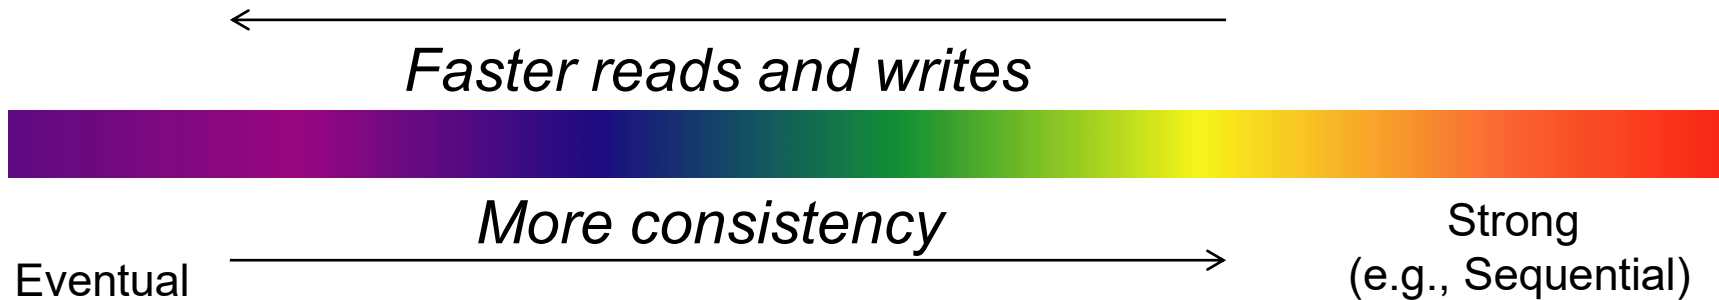 Faster reads and writes
More consistency
Eventual
Strong
(e.g., Sequential)